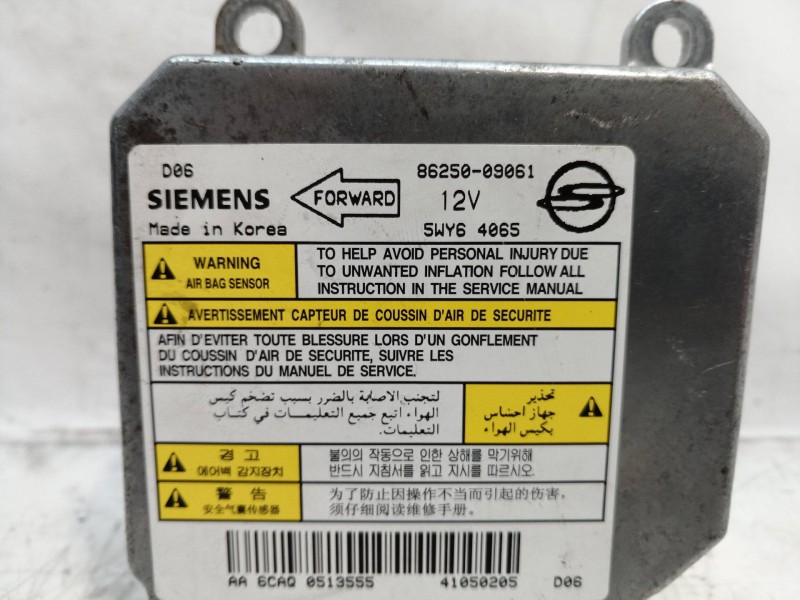 D06
86250-09061
SIEMENS
FORWARD
12V
Made in Korea
5WY6 4065
WARNING
AIR BAG SENSOR
TO HELP AVOID PERSONAL INJURY DUE
TO UNWANTED INFLATION FOLLOW ALL
INSTRUCTION IN THE SERVICE MANUAL
AVERTISSEMENT CAPTEUR DE COUSSIN D'AIR DE SECURITE
AFIN D'EVITER TOUTE BLESSURE LORS D'UN GONFLEMENT
DU COUSSIN D'AIR DE SECURITE, SUIVRE LES
INSTRUCTIONS DU MANUEL DE SERVICE.
تحذير
جهاز احساس
بكيس الهواء
لتجنب الاصابة بالضرر بسبب تضخم كيس
الهواء اتبع جميع التعليمات في كتاب
التعليمات.
경 고
에어백 감지장치
불의의 작동으로 인한 상해를 막기위해
반드시 지침서를 읽고 지시를 따르시오.
警 告
安全气囊传感器
为了防止因操作不当而引起的伤害,
须仔细阅读维修手册.
AA 6CAQ 0513555
41050205
D06